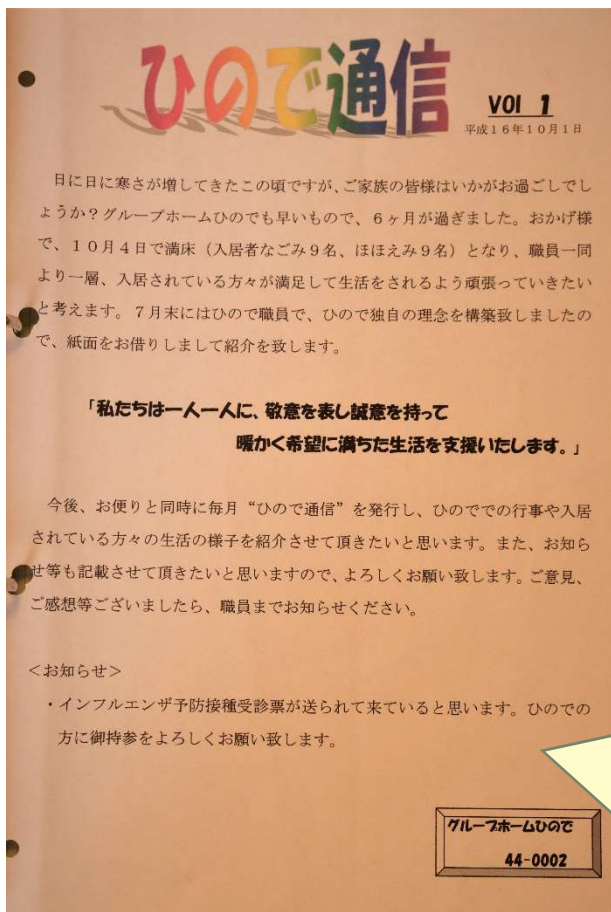 ひので通信
VOl 1
平成16年10月1日
日に日に寒さが増してきたこの頃ですが、ご家族の皆様はいかがお過ごしでし
ょうか?グループホームひのでも早いもので、6ヶ月が過ぎました。おかげ様
で、10月4日で満床(入居者なごみ9名、ほほえみ9名)となり、職員一同
より一層、入居されている方々が満足して生活をされるよう頑張っていきたい
と考えます。7月末にはひので職員で、ひので独自の理念を構築致しましたの
で、紙面をお借りしまして紹介を致します。
「私たちは一人一人に、敬意を表し誠意を持って
暖かく希望に満ちた生活を支援いたします。」
今後、お便りと同時に毎月“ひので通信”を発行し、ひのででの行事や入居
されている方々の生活の様子を紹介させて頂きたいと思います。また、お知ら
せ等も記載させて頂きたいと思いますので、よろしくお願い致します。ご意見、
ご感想等ございましたら、職員までお知らせください。
<お知らせ>
・インフルエンザ予防接種受診票が送られて来ていると思います。ひのでの
方に御持参をよろしくお願い致します。
グループホームひので
44-0002